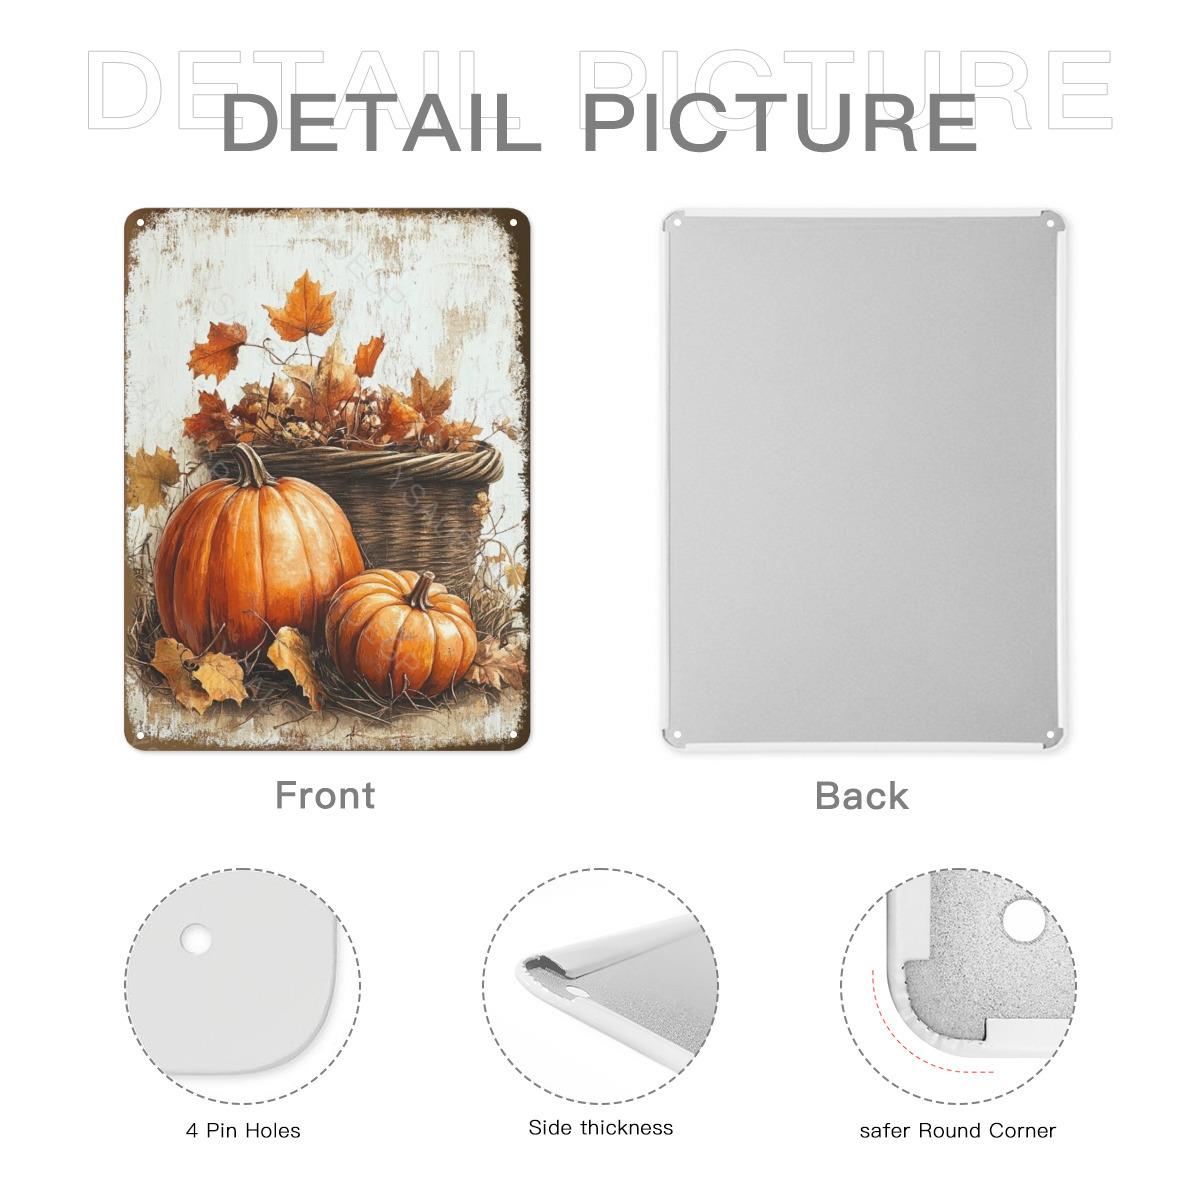 DETAIL PICTURE
DETAIL PICTURE
Front
Back
4 Pin Holes
Side thickness
safer Round Corner